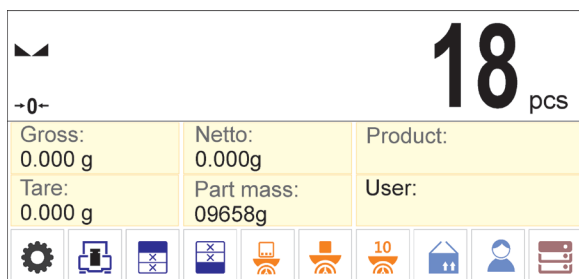 18 pcs
→0←
Gross:
0.000 g
Netto:
0.000g
Product:
Tare:
0.000 g
Part mass:
09658g
User:
10